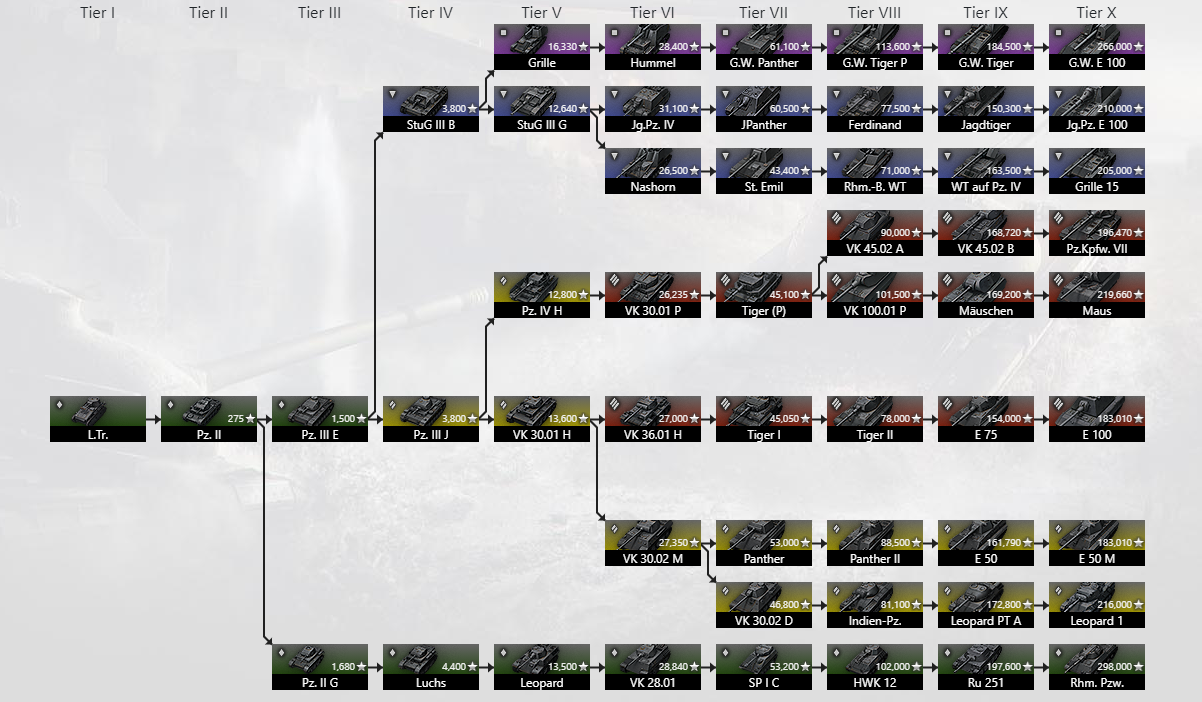 Tier I Tier II Tier III Tier IV Tier V Tier VI Tier VII Tier VIII Tier IX Tier X
16,330 28,400 61,100 113,600 184,500 266,000
Grille Hummel G.W. Panther G.W. Tiger P G.W. Tiger G.W. E 100
3,800 12,640 31,100 60,500 77,500 150,300 210,000
StuG III B StuG III G Jg.Pz. IV JPanther Ferdinand Jagdtiger Jg.Pz. E 100
26,500 43,400 71,000 163,500 205,000
Nashorn St. Emil Rhm.-B. WT WT auf Pz. IV Grille 15
90,000 168,720 196,470
VK 45.02 A VK 45.02 B Pz.Kpfw. VII
12,800 26,235 45,100 101,500 169,200 219,660
Pz. IV H VK 30.01 P Tiger (P) VK 100.01 P Mäuschen Maus
275 1,500 3,800 13,600 27,000 45,050 78,000 154,000 183,010
L.Tr. Pz. II Pz. III E Pz. III J VK 30.01 H VK 36.01 H Tiger I Tiger II E 75 E 100
27,350 53,000 88,500 161,790 183,010
VK 30.02 M Panther Panther II E 50 E 50 M
46,800 81,100 172,800 216,000
VK 30.02 D Indien-Pz. Leopard PT A Leopard 1
1,680 4,400 13,500 28,840 53,200 102,000 197,600 298,000
Pz. II G Luchs Leopard VK 28.01 SP I C HWK 12 Ru 251 Rhm. Pzw.